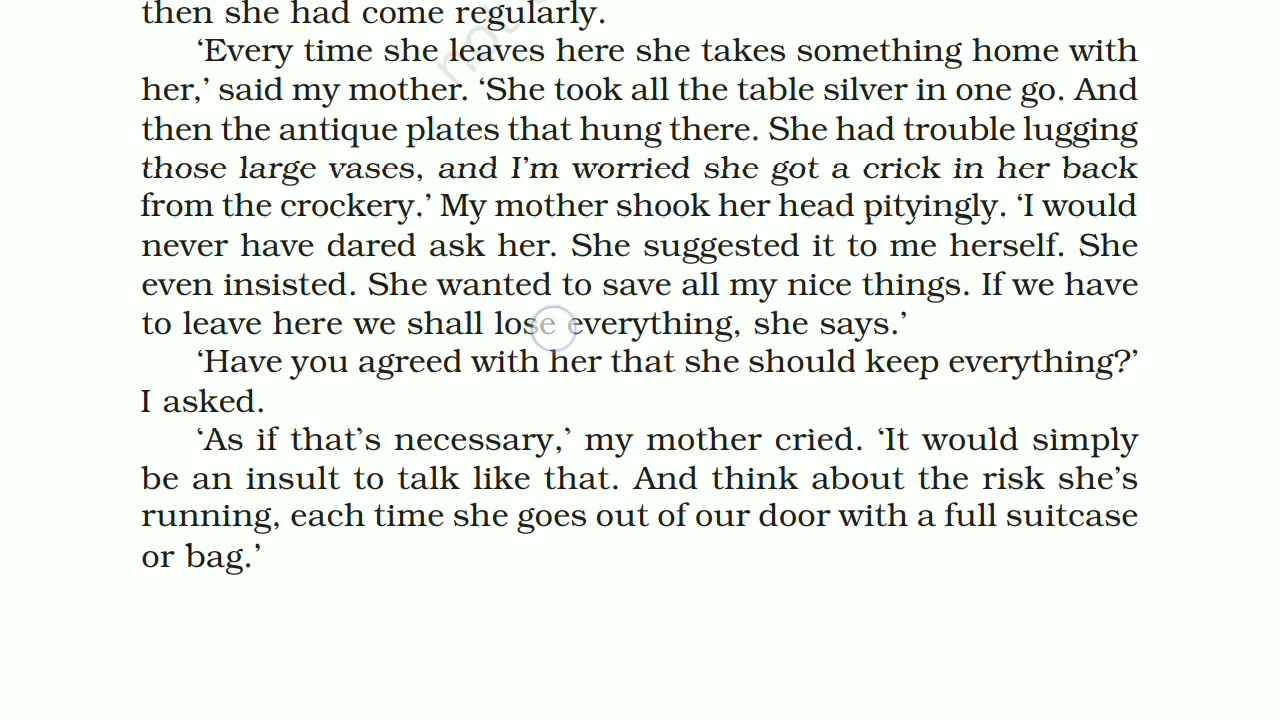 then she had come regularly.
‘Every time she leaves here she takes something home with
her,’ said my mother. ‘She took all the table silver in one go. And
then the antique plates that hung there. She had trouble lugging
those large vases, and I’m worried she got a crick in her back
from the crockery.’ My mother shook her head pityingly. ‘I would
never have dared ask her. She suggested it to me herself. She
even insisted. She wanted to save all my nice things. If we have
to leave here we shall lose everything, she says.’
‘Have you agreed with her that she should keep everything?’
I asked.
‘As if that’s necessary,’ my mother cried. ‘It would simply
be an insult to talk like that. And think about the risk she’s
running, each time she goes out of our door with a full suitcase
or bag.’
not